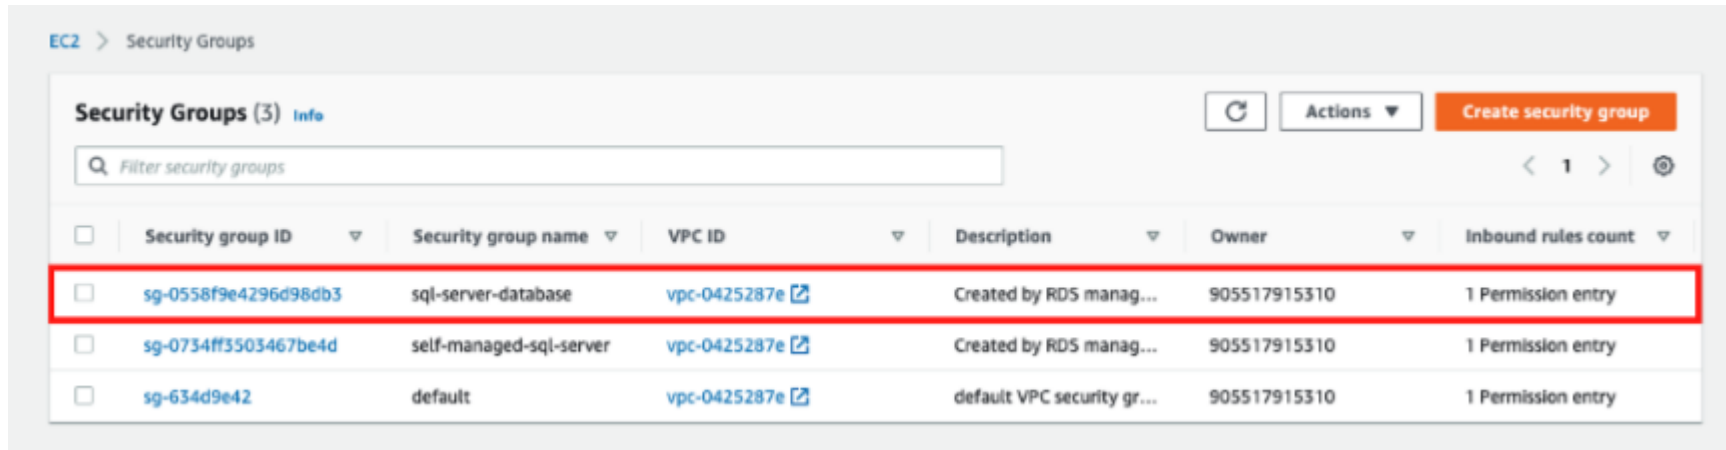 EC2 > Security Groups
Security Groups (3) Info
Actions
Create security group
Filter security groups
< 1 >
Security group ID Security group name VPC ID Description Owner Inbound rules count
sg-0558f9e4296d98db3 sql-server-database vpc-0425287e Created by RDS manag... 905517915310 1 Permission entry
sg-0734ff3503467be4d self-managed-sql-server vpc-0425287e Created by RDS manag... 905517915310 1 Permission entry
sg-634d9e42 default vpc-0425287e default VPC security gr... 905517915310 1 Permission entry